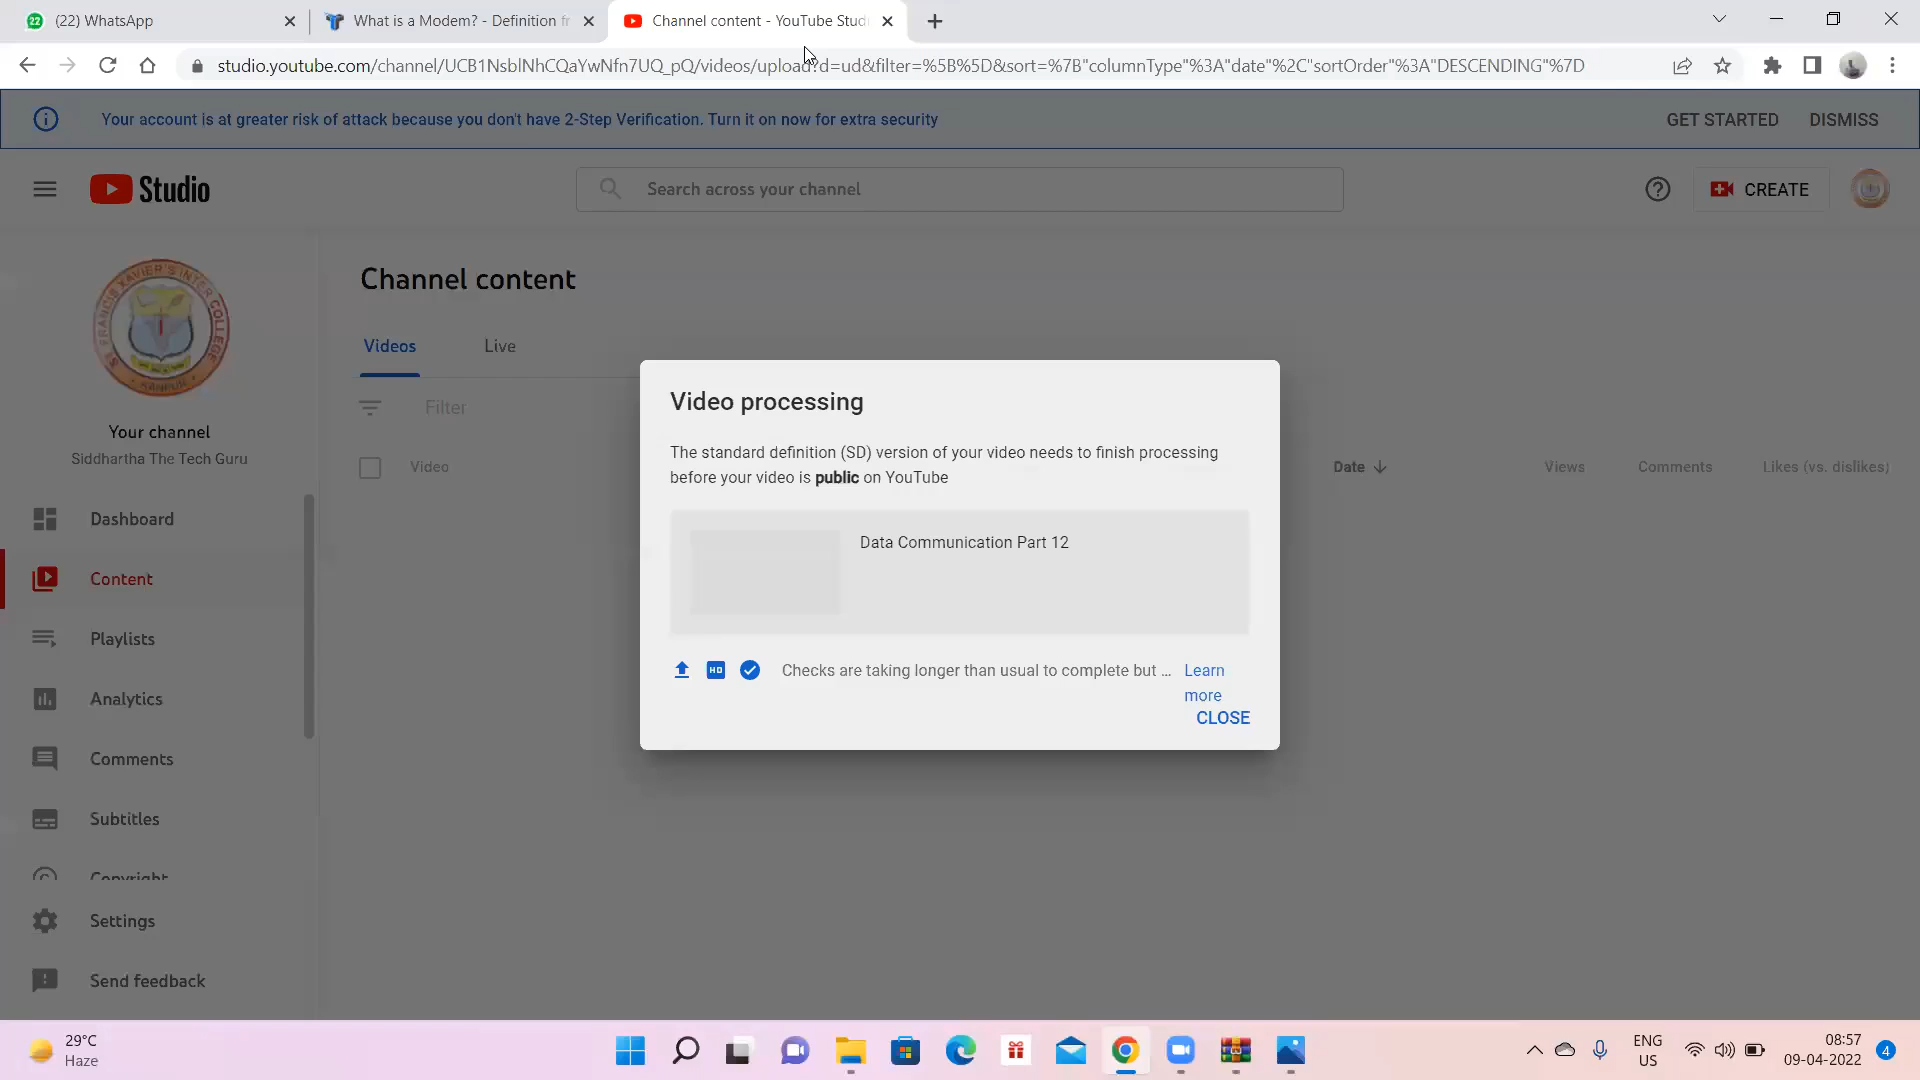 (22) WhatsApp
What is a Modem? - Definition fr
Channel content - YouTube Studi
studio.youtube.com/channel/UCB1NsblNhCQaYwNfn7UQ_pQ/videos/upload?d=ud&filter=%5B%5D&sort=%7B"columnType"%3A"date"%2C"sortOrder"%3A"DESCENDING"%7D
Your account is at greater risk of attack because you don't have 2-Step Verification. Turn it on now for extra security
GET STARTED
DISMISS
Studio
Search across your channel
CREATE
ST FRANCIS XAVIER'S INTER COLLEGE
KANPUR
Your channel
Siddhartha The Tech Guru
Dashboard
Content
Playlists
Analytics
Comments
Subtitles
Copyright
Settings
Send feedback
Channel content
Videos
Live
Filter
Video
Date
Views
Comments
Likes (vs. dislikes)
Video processing
The standard definition (SD) version of your video needs to finish processing
before your video is public on YouTube
Data Communication Part 12
HD
Checks are taking longer than usual to complete but ...
Learn
more
CLOSE
29°C
Haze
ENG
US
08:57
09-04-2022
4